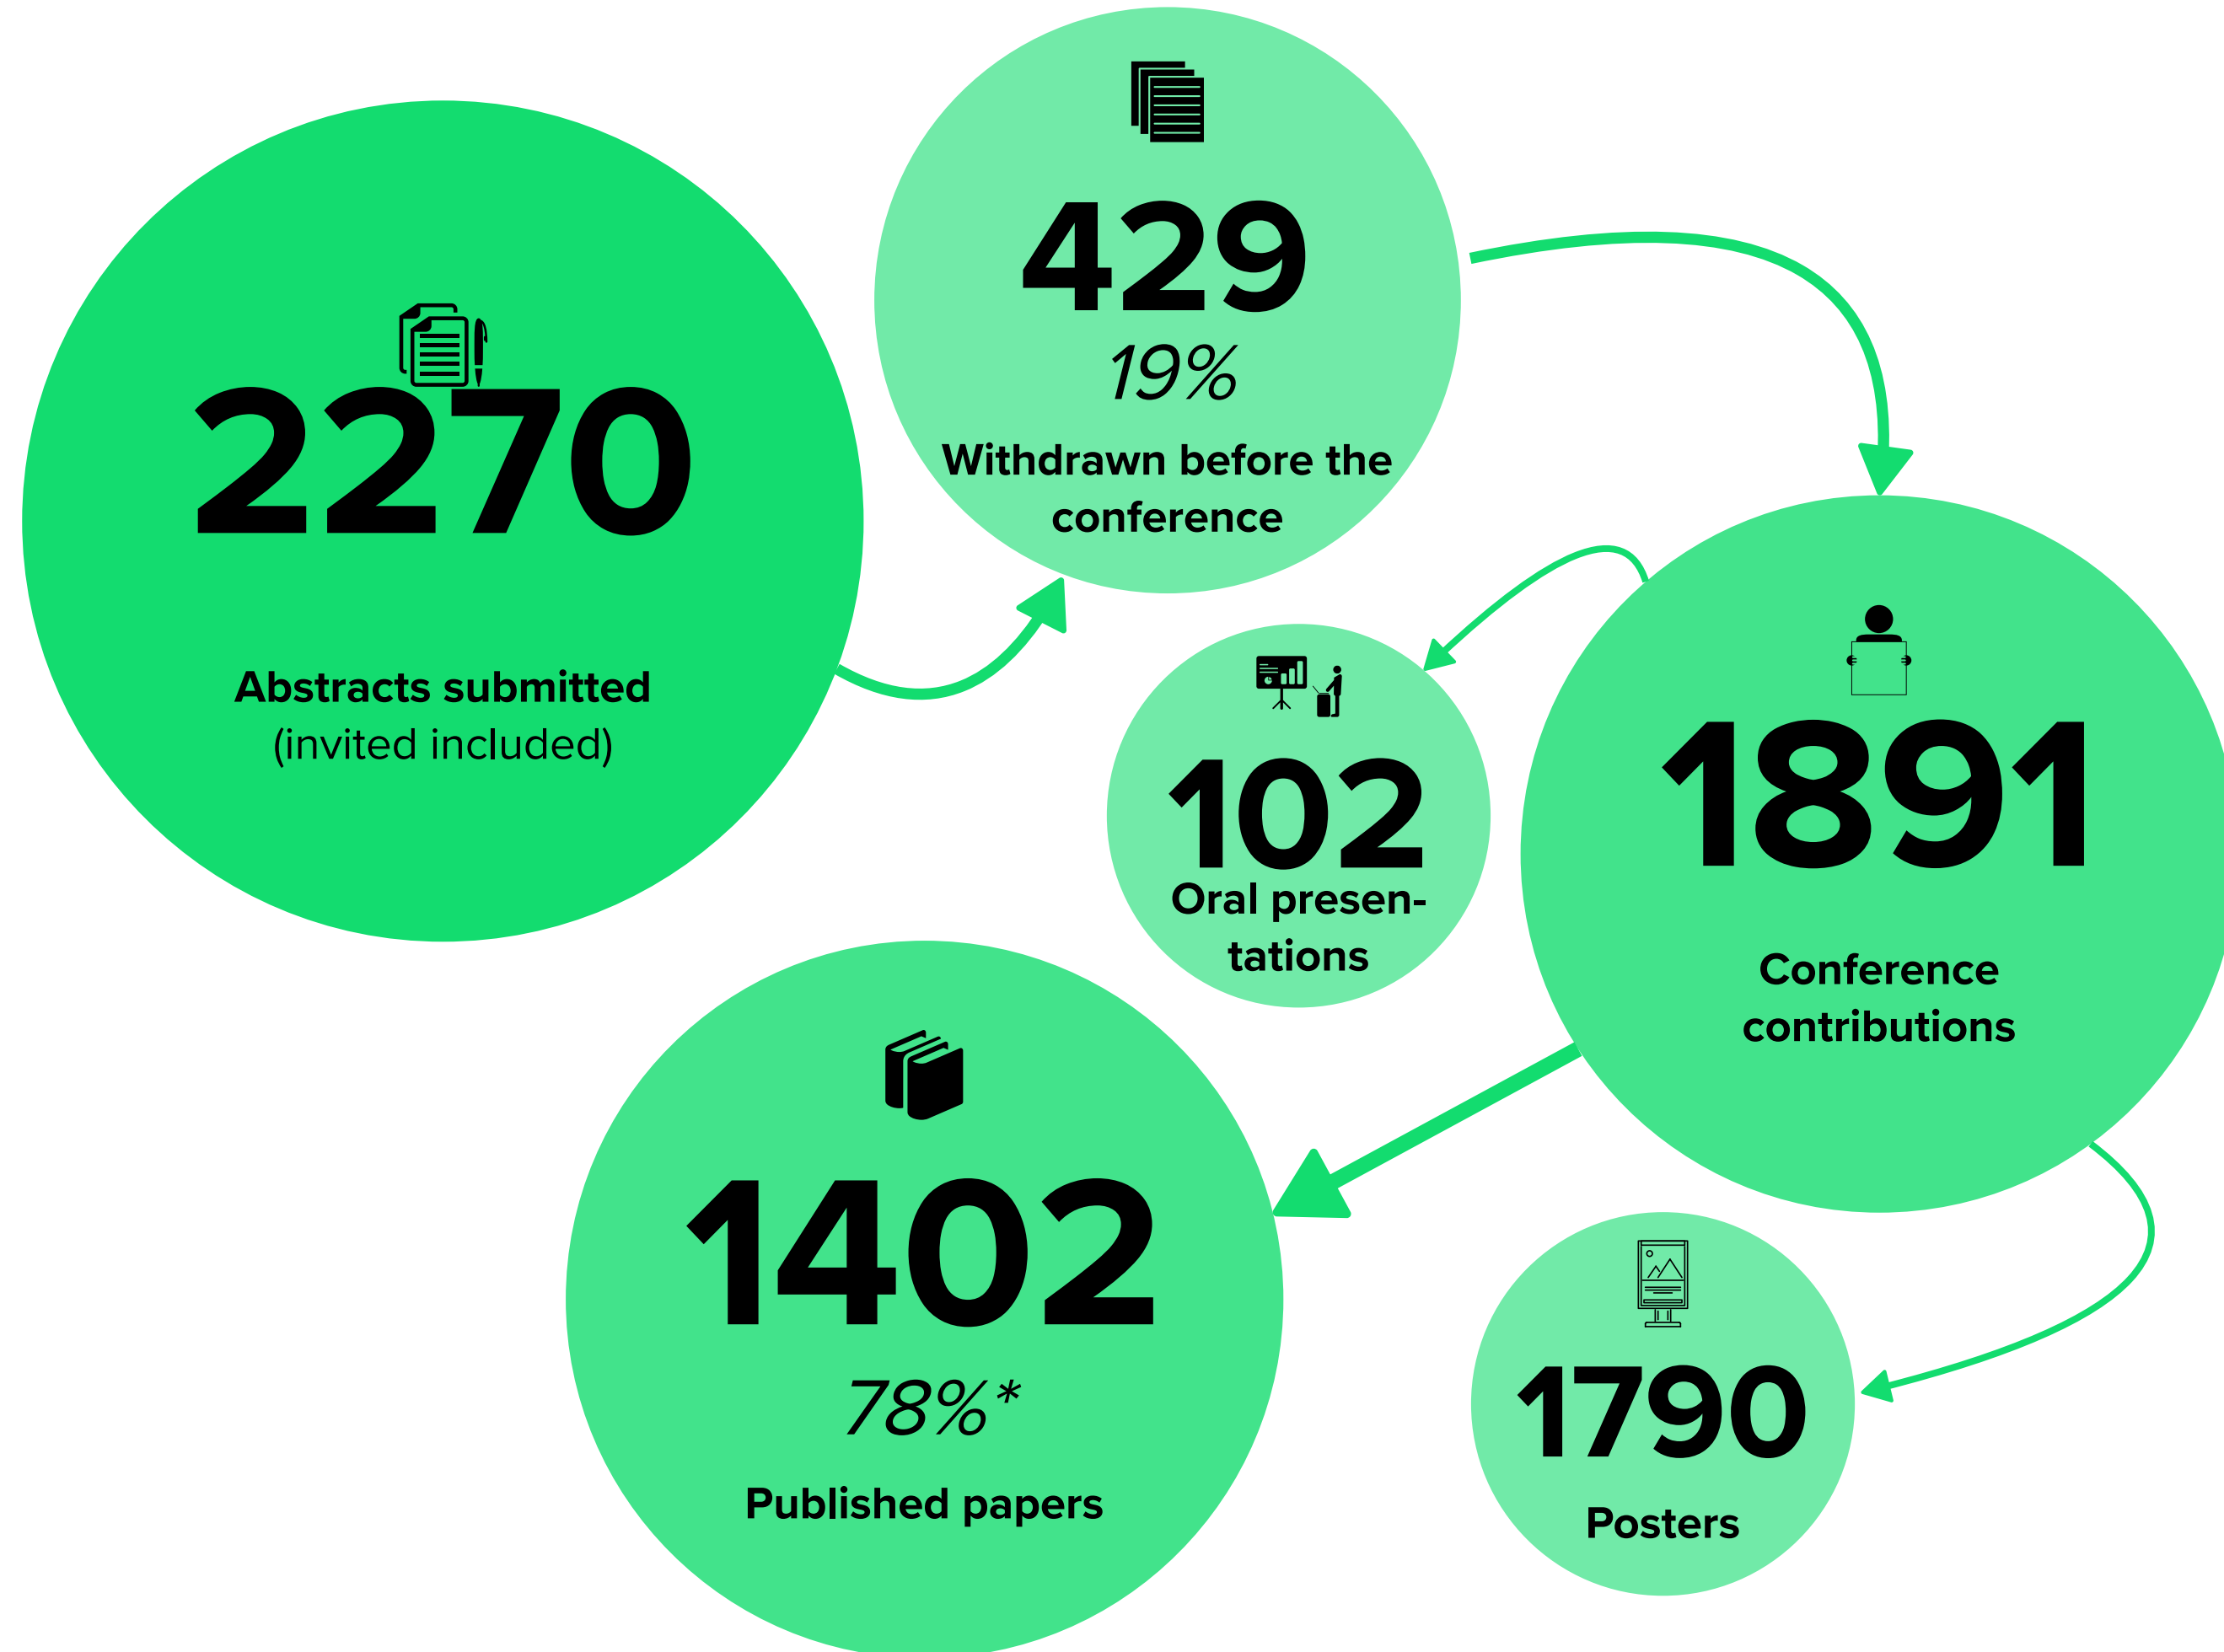 2270
Abstracts submitted
(invited included)
429
19%
Withdrawn before the
conference
1891
Conference
contributions
102
Oral presen-
tations
1402
78%*
Published papers
1790
Posters